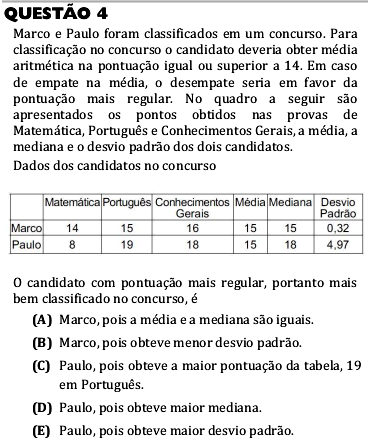 QUESTÃO 4
Marco e Paulo foram classificados em um concurso. Para
classificação no concurso o candidato deveria obter média
aritmética na pontuação igual ou superior a 14. Em caso
de empate na média, o desempate seria em favor da
pontuação mais regular. No quadro a seguir são
apresentados os pontos obtidos nas provas de
Matemática, Português e Conhecimentos Gerais, a média, a
mediana e o desvio padrão dos dois candidatos.
Dados dos candidatos no concurso
Matemática Português Conhecimentos Gerais Média Mediana Desvio Padrão
Marco 14 15 16 15 15 0,32
Paulo 8 19 18 15 18 4,97
O candidato com pontuação mais regular, portanto mais
bem classificado no concurso, é
(A) Marco, pois a média e a mediana são iguais.
(B) Marco, pois obteve menor desvio padrão.
(C) Paulo, pois obteve a maior pontuação da tabela, 19
em Português.
(D) Paulo, pois obteve maior mediana.
(E) Paulo, pois obteve maior desvio padrão.